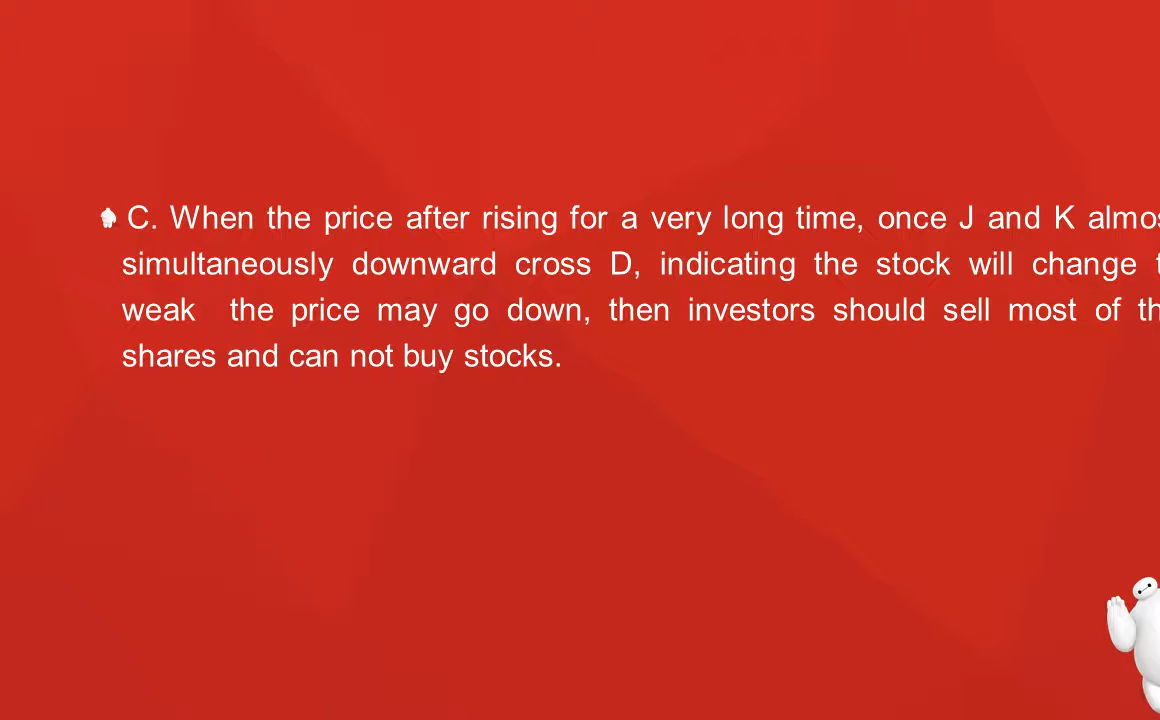 C. When the price after rising for a very long time, once J and K
simultaneously downward cross D, indicating the stock will change
weak the price may go down, then investors should sell most of
shares and can not buy stocks.